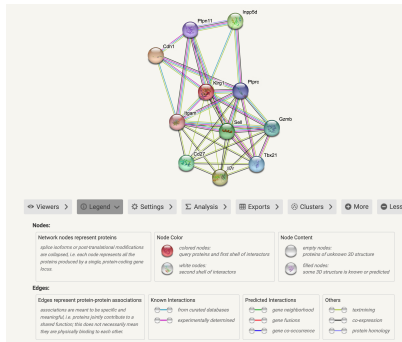 Inpp5d
Ptpn11
Cdh1
Klrg1
Ptprc
Itgam
Sell
Gzmb
Cd27
Tbx21
Il7r
Viewers >
Legend
Settings >
Analysis >
Exports >
Clusters >
More
Less
Nodes:
Network nodes represent proteins
splice isoforms or post-translational modifications
are collapsed, i.e. each node represents all the
proteins produced by a single, protein-coding gene
locus.
Node Color
colored nodes:
query proteins and first shell of interactors
white nodes:
second shell of interactors
Node Content
empty nodes:
proteins of unknown 3D structure
filled nodes:
some 3D structure is known or predicted
Edges:
Edges represent protein-protein associations
associations are meant to be specific and
meaningful, i.e. proteins jointly contribute to a
shared function; this does not necessarily mean
they are physically binding to each other.
Known Interactions
from curated databases
experimentally determined
Predicted Interactions
gene neighborhood
gene fusions
gene co-occurrence
Others
textmining
co-expression
protein homology